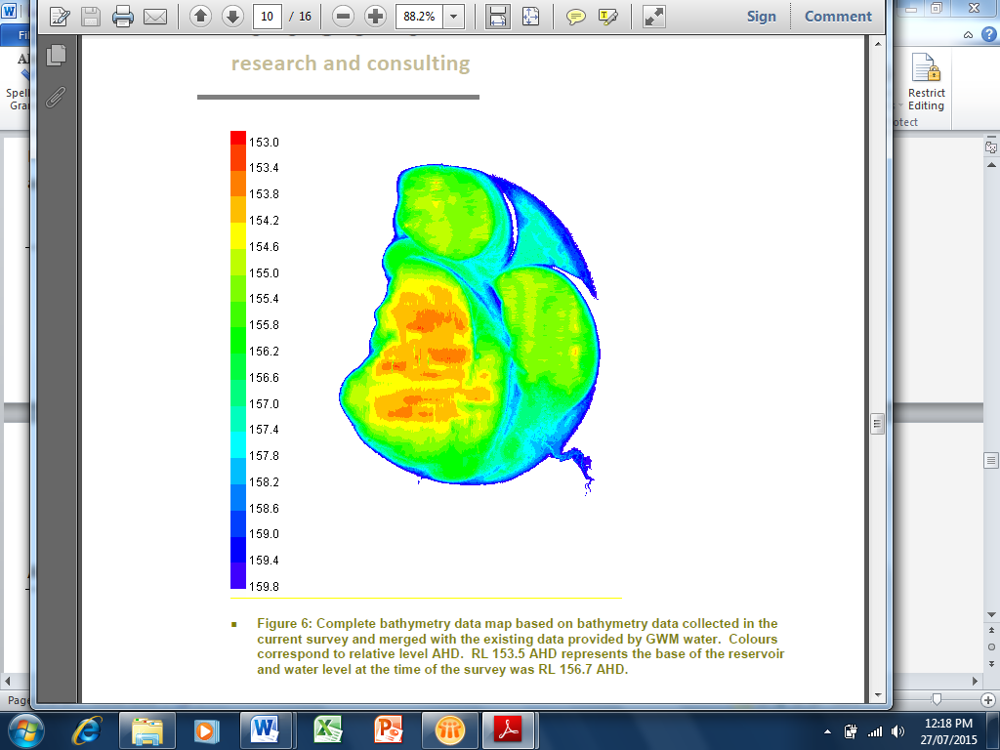 10 / 16
88.2%
Sign
Comment
Fi
Spell
Gra
Restrict
Editing
otect
research and consulting
153.0
153.4
153.8
154.2
154.6
155.0
155.4
155.8
156.2
156.6
157.0
157.4
157.8
158.2
158.6
159.0
159.4
159.8
Figure 6: Complete bathymetry data map based on bathymetry data collected in the
current survey and merged with the existing data provided by GWM water. Colours
correspond to relative level AHD. RL 153.5 AHD represents the base of the reservoir
and water level at the time of the survey was RL 156.7 AHD.
Page
12:18 PM
27/07/2015